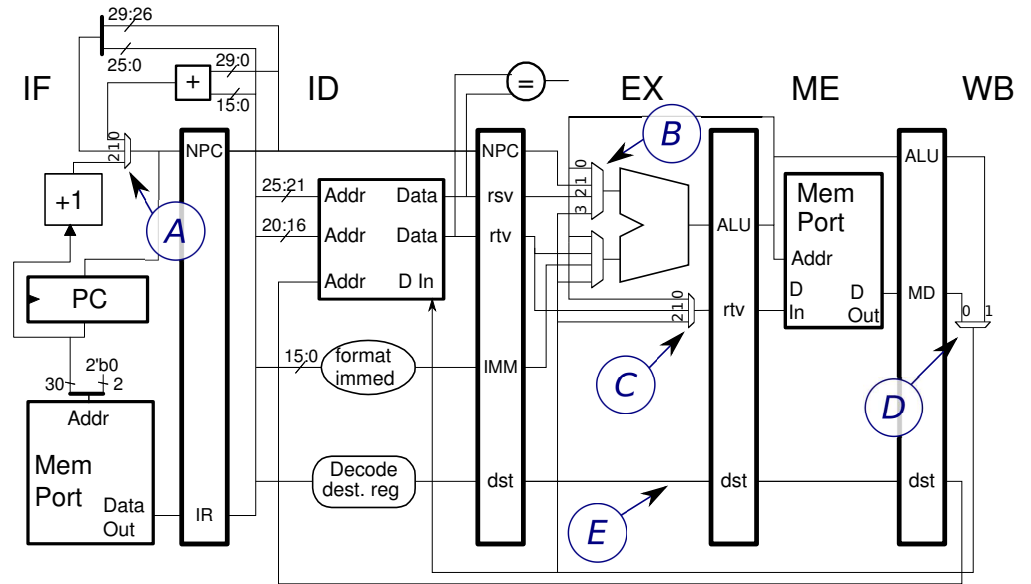 29:26
25:0
29:0
15:0
+
=
IF
ID
EX
ME
WB
2 1 0
NPC
NPC
ALU
+1
A
B
25:21
Addr
Data
rsv
20:16
Addr
Data
rtv
Addr
D In
0
1
2
3
Mem
Port
Addr
D
In
D
Out
ALU
rtv
MD
0 1
PC
2 1 0
15:0
format
immed
IMM
C
D
30
2'b0
2
Addr
Mem
Port
Data
Out
IR
Decode
dest. reg
dst
dst
dst
E